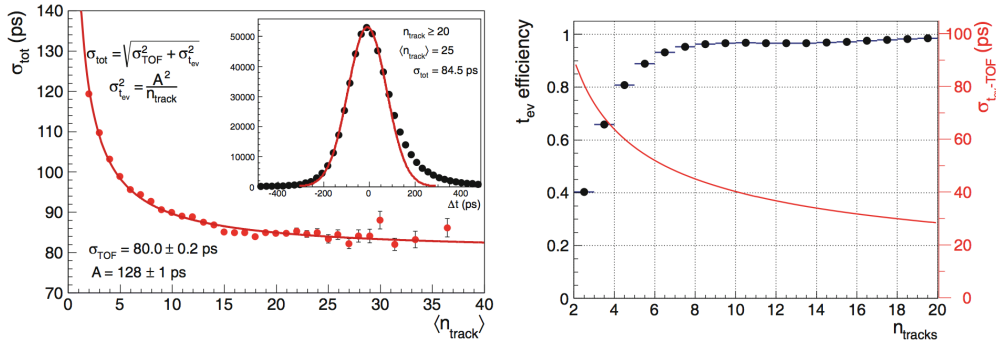 σtot (ps)
140
130
120
110
100
90
80
70
σtot = √σ²TOF + σ²tev
σ²tev = A²/ntrack
σTOF = 80.0 ± 0.2 ps
A = 128 ± 1 ps
0 5 10 15 20 25 30 35 40
⟨ntrack⟩
50000
40000
30000
20000
10000
0
ntrack ≥ 20
⟨ntrack⟩ = 25
σtot = 84.5 ps
-400 -200 0 200 400
Δt (ps)
tev efficiency
1
0.8
0.6
0.4
0.2
0
2 4 6 8 10 12 14 16 18 20
ntracks
100
80
60
40
20
0
σtev-TOF (ps)